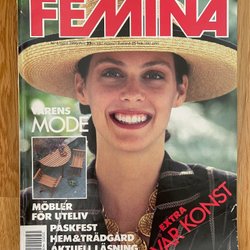 FEMINA
VÅRENS
MODE
MÖBLER
FÖR UTELIV
PÅSKFEST
HEM&TRÄDGÅRD
AKTUELL LÄSNING
EXTRA
VÅR-KONST